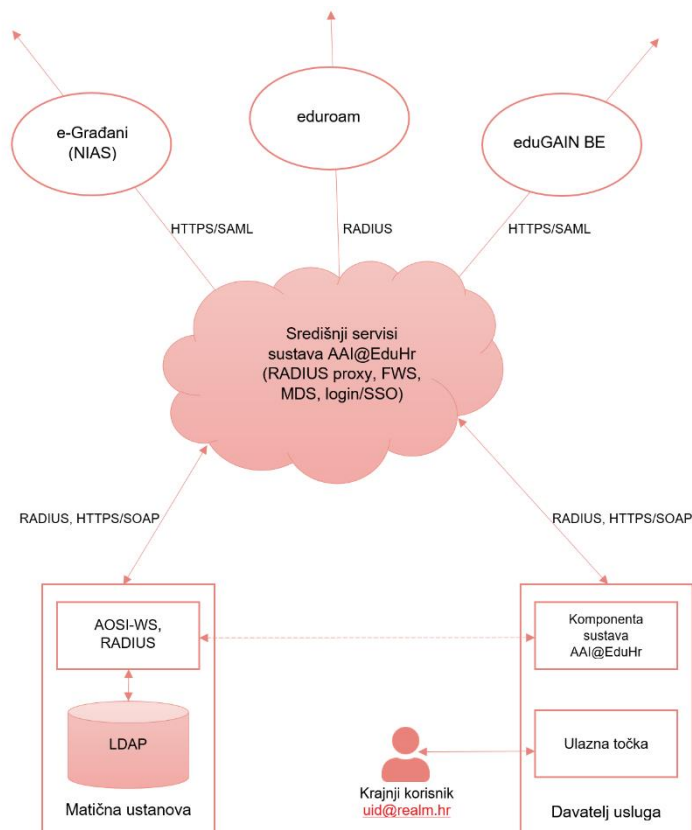 e-Građani
(NIAS)
eduroam
eduGAIN BE
HTTPS/SAML
RADIUS
HTTPS/SAML
Središnji servisi
sustava AAI@EduHr
(RADIUS proxy, FWS,
MDS, login/SSO)
RADIUS, HTTPS/SOAP
RADIUS, HTTPS/SOAP
AOSI-WS,
RADIUS
Komponenta
sustava
AAI@EduHr
LDAP
Ulazna točka
Matična ustanova
Krajnji korisnik
uid@realm.hr
Davatelj usluga